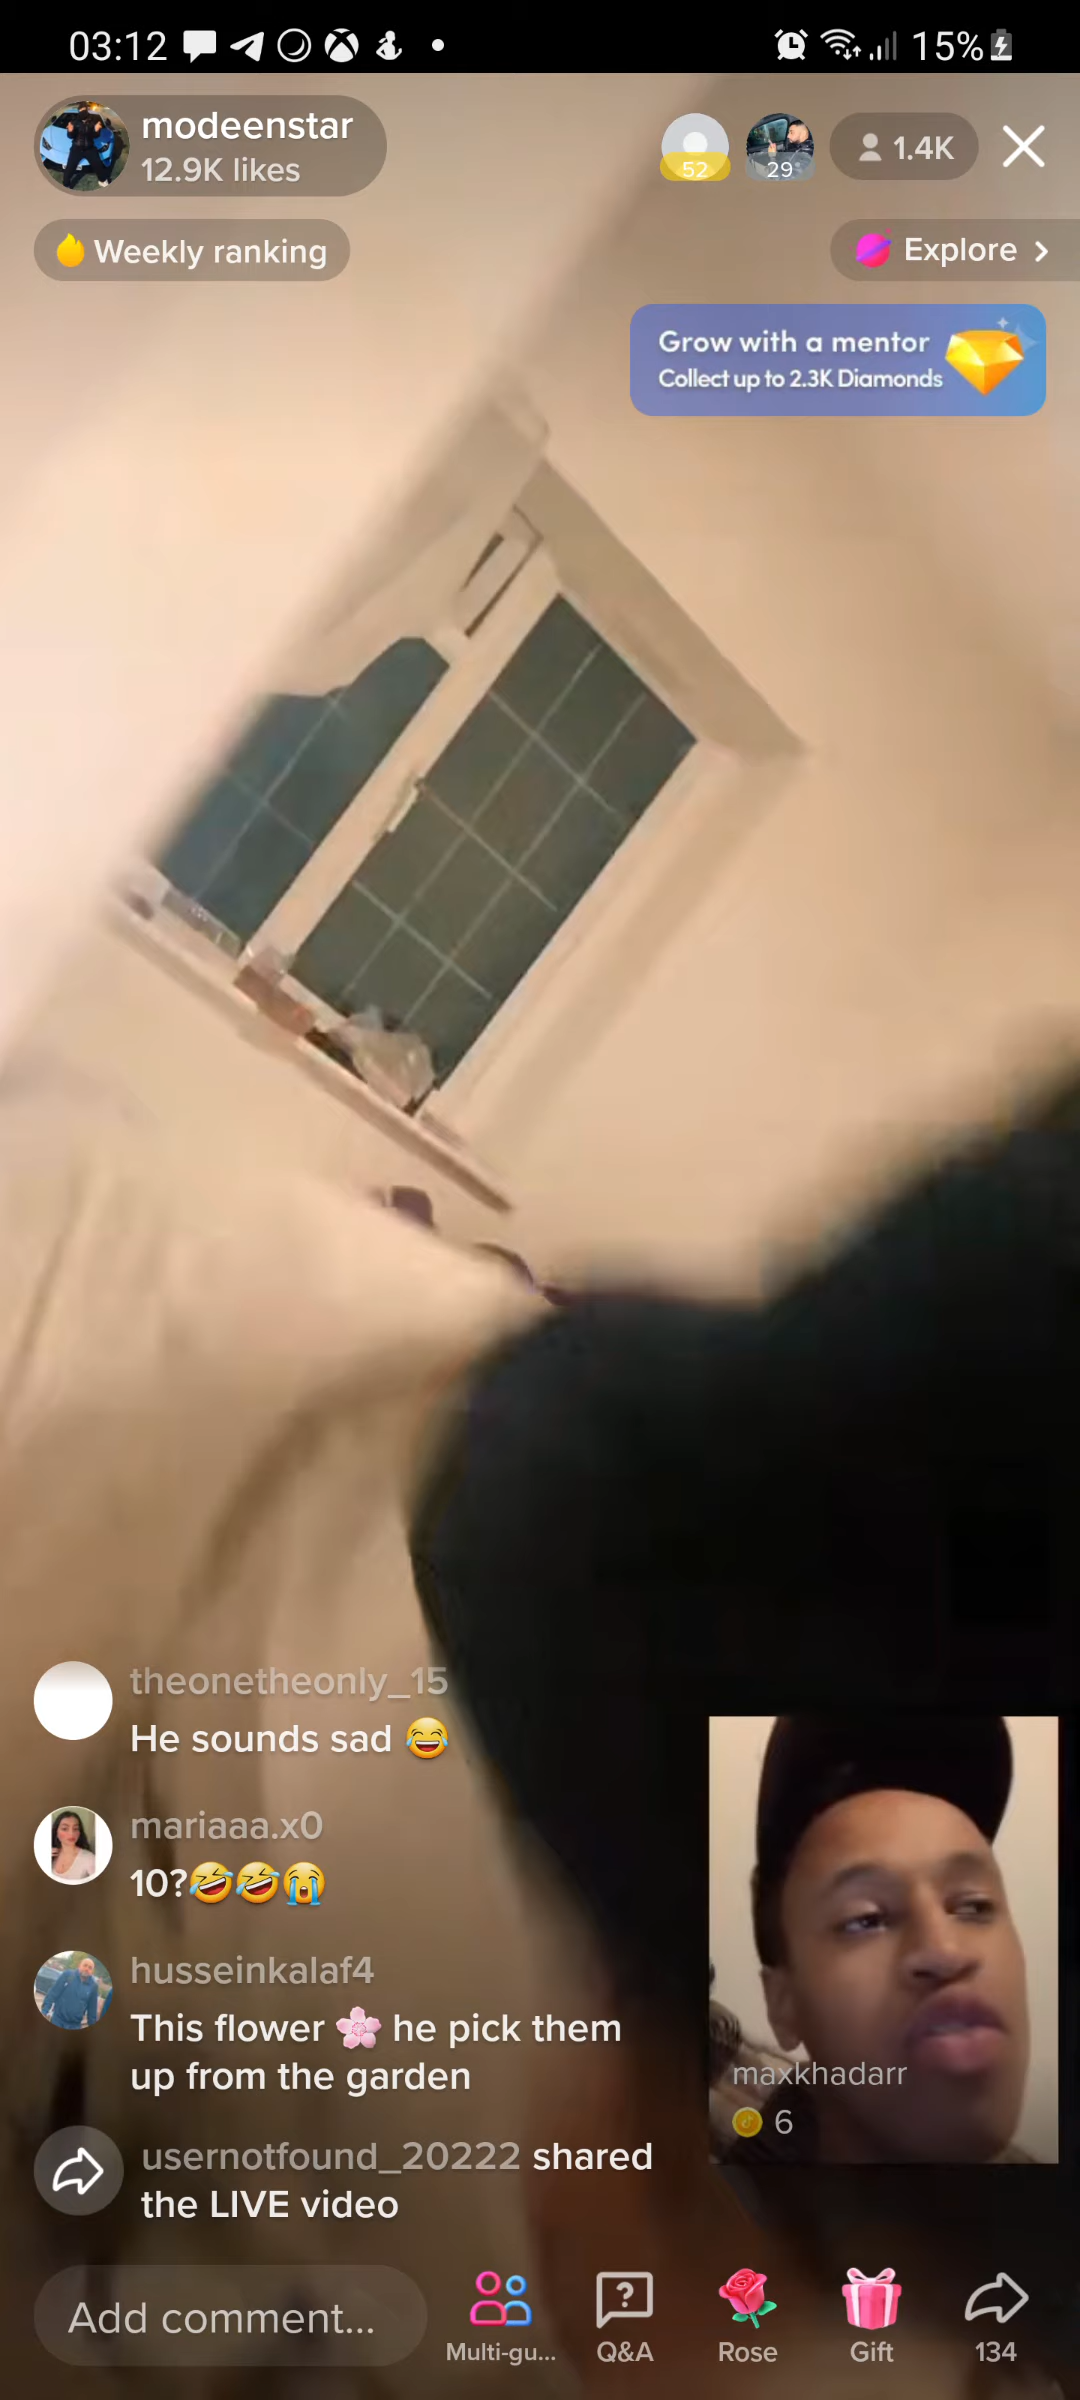 03:12
15%
modeenstar
12.9K likes
52
29
1.4K
Weekly ranking
Explore
Grow with a mentor
Collect up to 2.3K Diamonds
theonetheonly_15
He sounds sad 😂
mariaaa.x0
10?🤣🤣😭
husseinkalaf4
This flower 🌸 he pick them
up from the garden
usernotfound_20222 shared
the LIVE video
maxkhadarr
6
Add comment...
Multi-gu...
Q&A
Rose
Gift
134